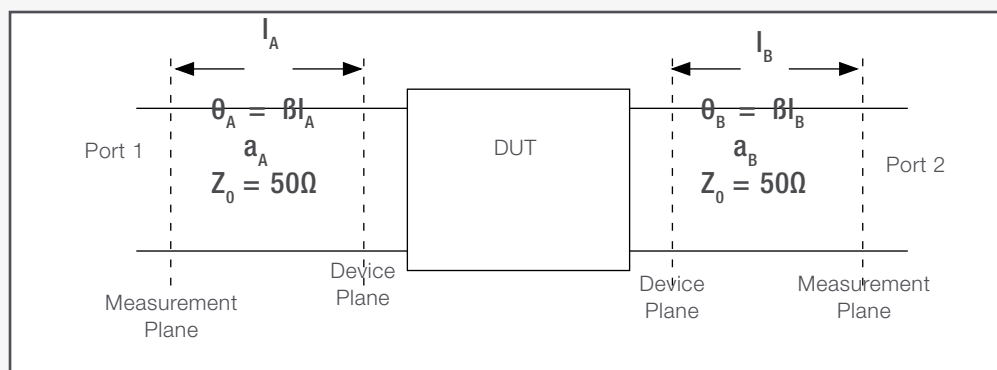 l_A
l_B
θ_A = βl_A
θ_B = βl_B
Port 1
a_A
DUT
a_B
Port 2
Z_0 = 50Ω
Z_0 = 50Ω
Device
Plane
Measurement
Plane
Device
Plane
Measurement
Plane